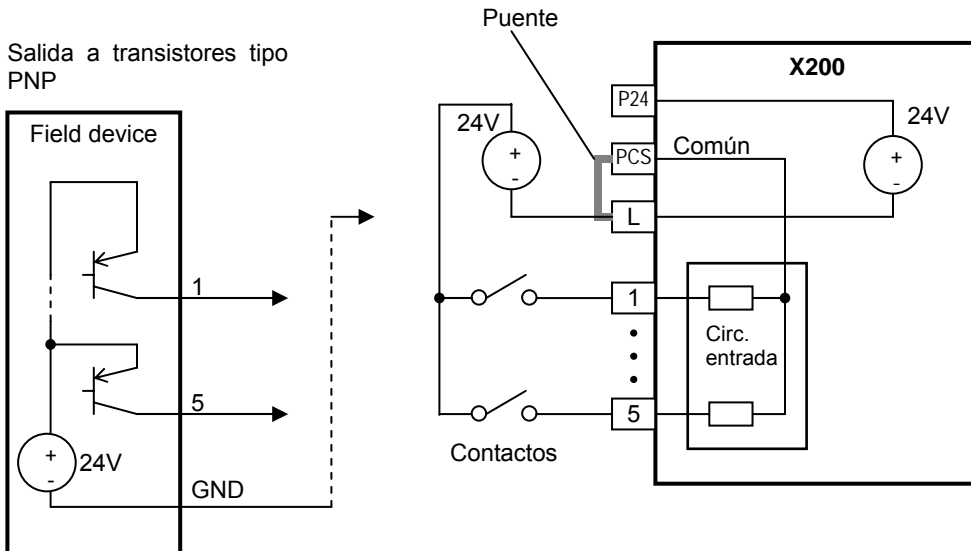 Salida a transistores tipo
PNP
Field device
1
5
+
-
24V
GND
Puente
24V
+
-
P24
PCS
L
1
5
Contactos
X200
Común
24V
+
-
Circ.
entrada